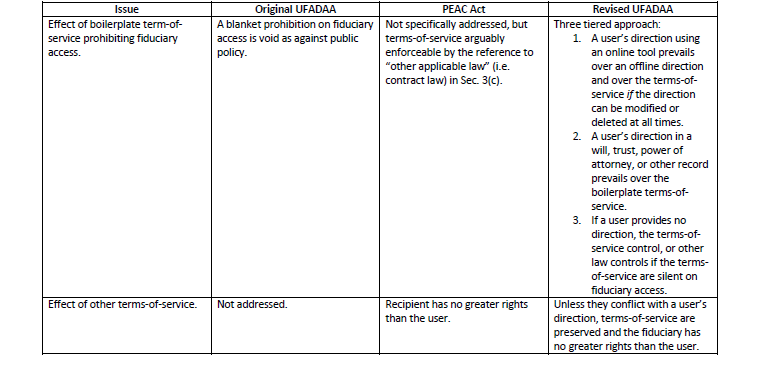 Issue
Original UFADAA
PEAC Act
Revised UFADAA
Effect of boilerplate term-of-
service prohibiting fiduciary
access.
A blanket prohibition on fiduciary
access is void as against public
policy.
Not specifically addressed, but
terms-of-service arguably
enforceable by the reference to
"other applicable law" (i.e.
contract law) in Sec. 3(c).
Three tiered approach:
1. A user's direction using
an online tool prevails
over an offline direction
and over the terms-of-
service if the direction
can be modified or
deleted at all times.
2. A user's direction in a
will, trust, power of
attorney, or other record
prevails over the
boilerplate terms-of-
service.
3. If a user provides no
direction, the terms-of-
service control, or other
law controls if the terms-
of-service are silent on
fiduciary access.
Effect of other terms-of-service.
Not addressed.
Recipient has no greater rights
than the user.
Unless they conflict with a user's
direction, terms-of-service are
preserved and the fiduciary has
no greater rights than the user.